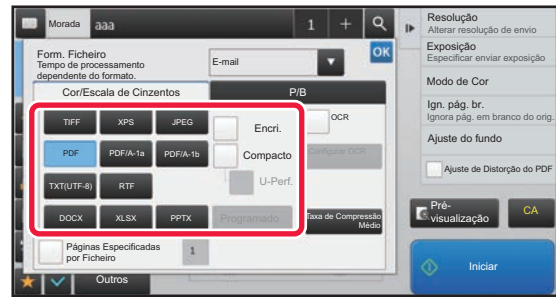 Morada
aaa
1
Form. Ficheiro
Tempo de processamento
dependente do formato.
E-mail
OK
Cor/Escala de Cinzentos
P/B
TIFF
XPS
JPEG
Encri.
OCR
PDF
PDF/A-1a
PDF/A-1b
Compacto
Configurar OCR
TXT(UTF-8)
RTF
U-Perf.
DOCX
XLSX
PPTX
Programado
Taxa de Compressão
Médio
Páginas Especificadas
por Ficheiro
1
Outros
Resolução
Alterar resolução de envio
Exposição
Especificar enviar exposição
Modo de Cor
Ign. pág. br.
Ignora pág. em branco do orig.
Ajuste do fundo
Ajuste de Distorção do PDF
Pré-
visualização
CA
Iniciar